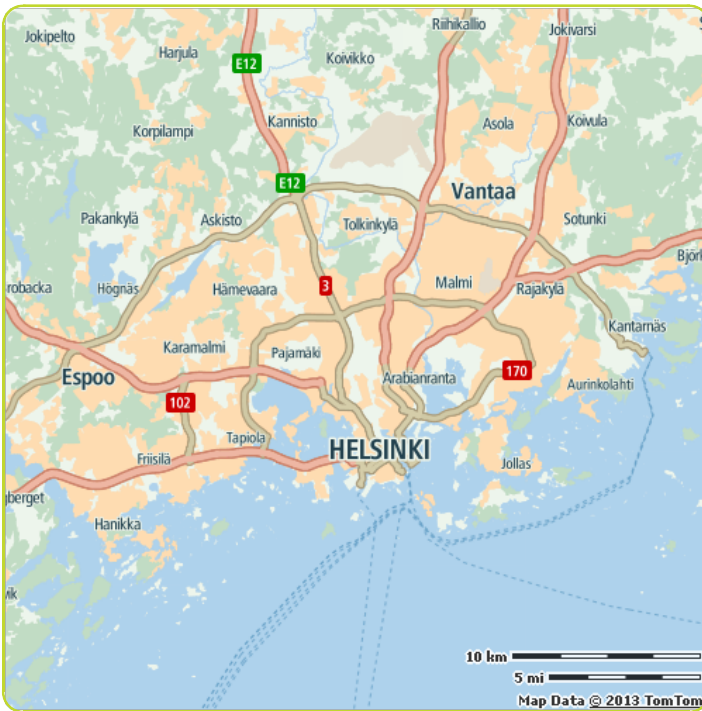 Riihikallio
Jokipelto
Jokivarsi
Harjula
Koivikko
E12
Kannisto
Asola
Koivula
Korpilampi
E12
Vantaa
Pakankylä
Askisto
Tolkinkylä
Sotunki
Björ
robacka
Högnäs
Hämevaara
3
Malmi
Rajakylä
Kantarnäs
Karamalmi
Pajamäki
Espoo
Arabianranta
170
Aurinkolahti
102
Tapiola
HELSINKI
Friisilä
Jollas
berget
Hanikka
vik
10 km
5 mi
Map Data © 2013 TomTom